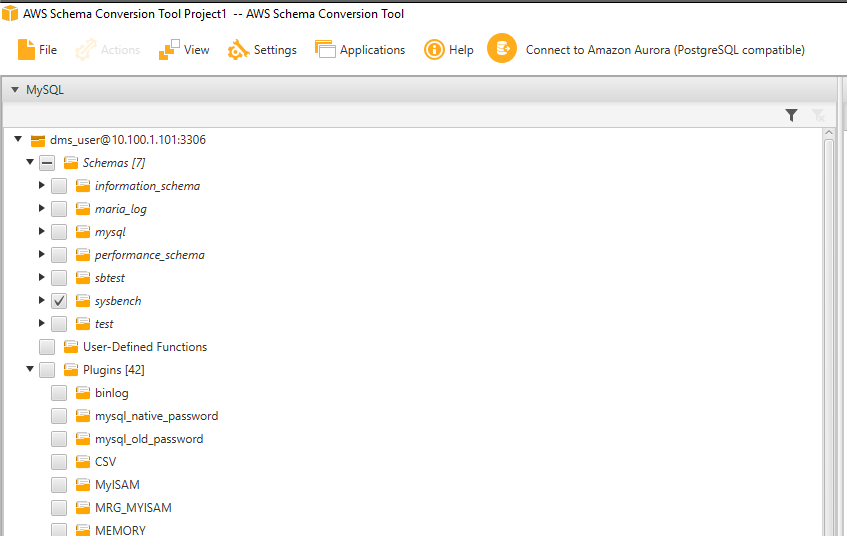 AWS Schema Conversion Tool Project1 -- AWS Schema Conversion Tool
File Actions View Settings Applications Help Connect to Amazon Aurora (PostgreSQL compatible)
MySQL
dms_user@10.100.1.101:3306
Schemas [7]
information_schema
maria_log
mysql
performance_schema
sbtest
sysbench
test
User-Defined Functions
Plugins [42]
binlog
mysql_native_password
mysql_old_password
CSV
MyISAM
MRG_MYISAM
MEMORY